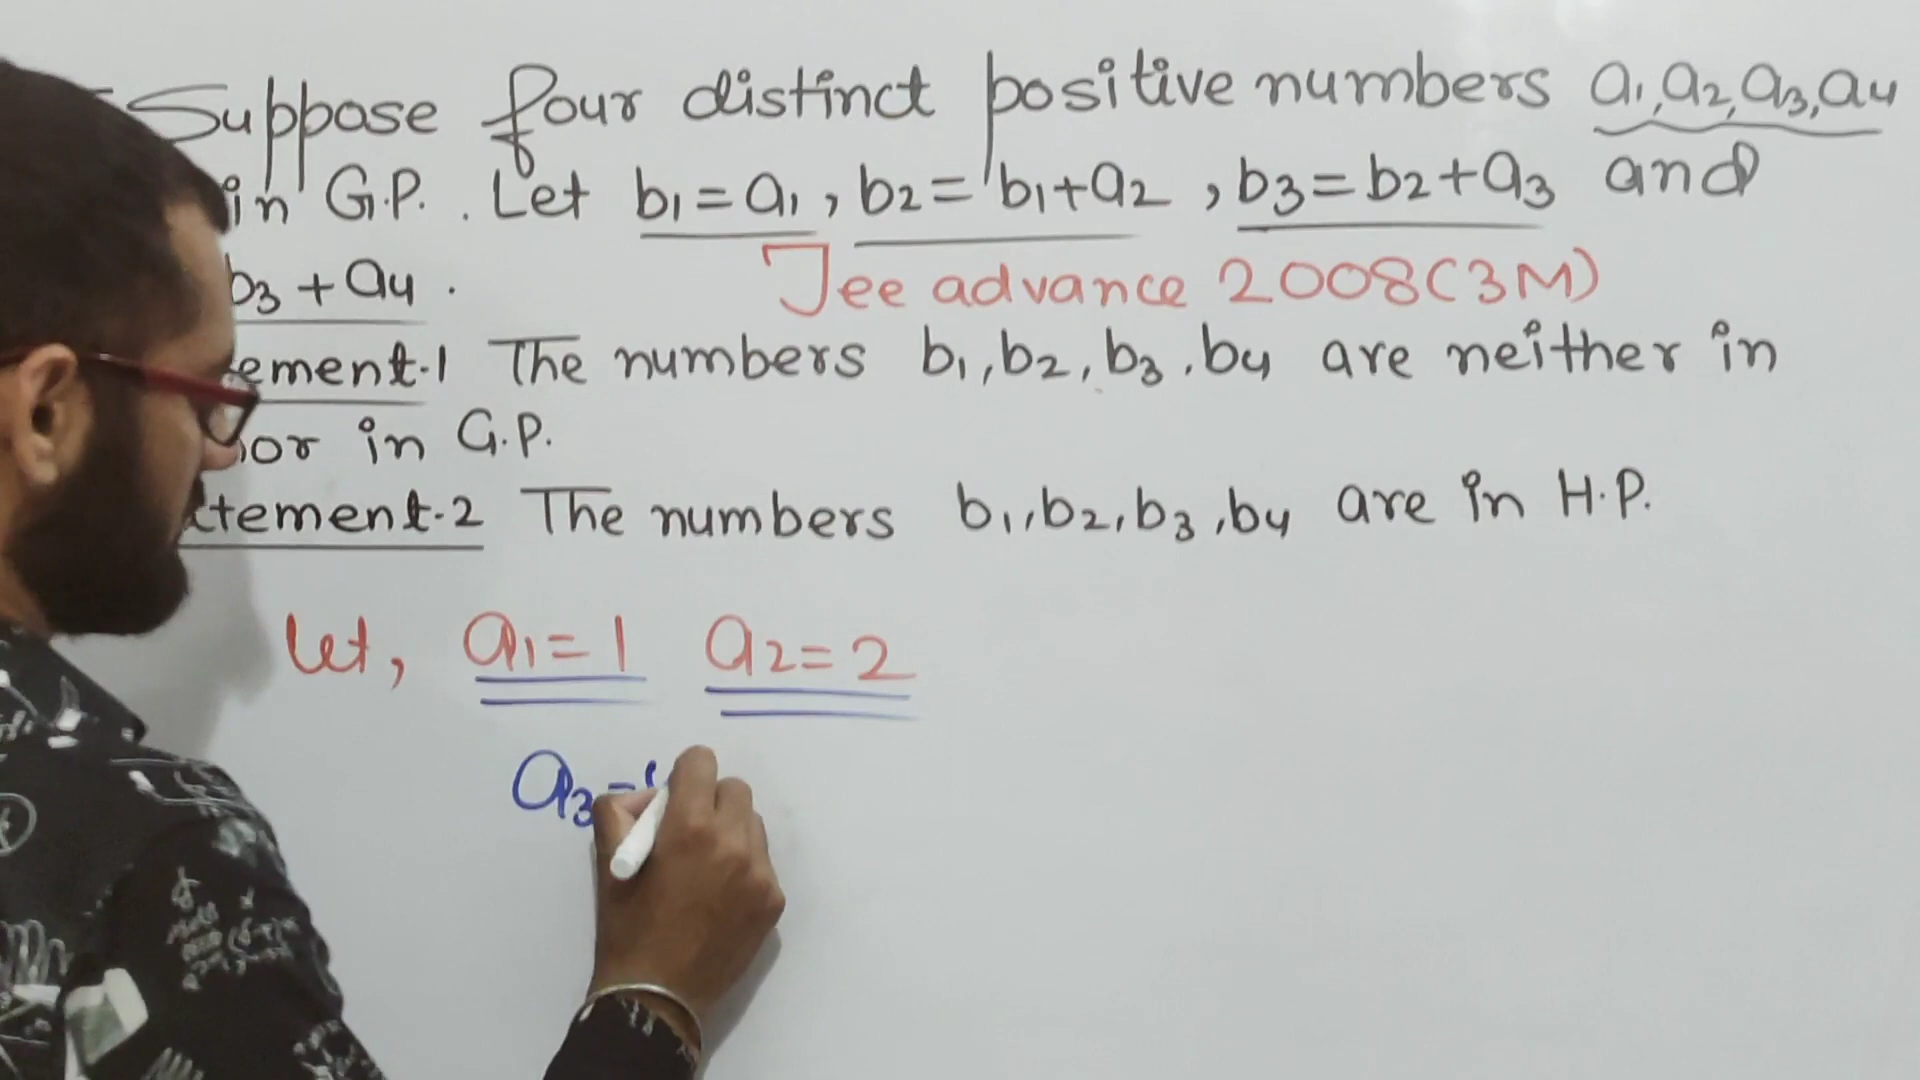 Suppose four distinct positive numbers a1, a2, a3, a4
in G.P. . Let b1 = a1, b2 = b1+a2, b3 = b2+a3 and
b3 + a4 .
Jee advance 2008(3M)
ement-1 The numbers b1, b2, b3, b4 are neither in
or in G.P.
tement-2 The numbers b1, b2, b3, b4 are in H.P.
Let, a1=1 a2=2
a3=